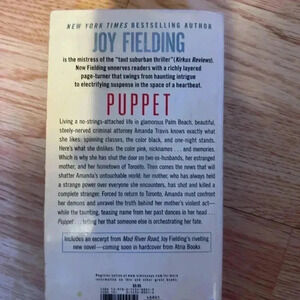 NEW YORK TIMES BESTSELLING AUTHOR
JOY FIELDING
is the mistress of the "taut suburban thriller" (Kirkus Reviews).
Now Fielding unnerves readers with a richly layered
page-turner that swings from haunting intrigue
to electrifying suspense in the space of a heartbeat.
PUPPET
Living a no-strings-attached life in glamorous Palm Beach, beautiful,
steely-nerved criminal attorney Amanda Travis knows exactly what
she likes: spinning classes, the color black, and one-night stands.
Here's what she dislikes: the color pink, nicknames . . . and memories.
Which is why she has shut the door on two ex-husbands, her estranged
mother, and her hometown of Toronto. Then comes the news that will
shatter Amanda's untouchable world: her mother, who has always held
a strange power over everyone she encounters, has shot and killed a
complete stranger. Forced to return to Toronto, Amanda must confront
her demons and unravel the truth behind her mother's violent act—
while the taunting, teasing name from her past dances in her head . . .
Puppet . . . telling her that someone else is orchestrating her fate.
Includes an excerpt from Mad River Road, Joy Fielding's riveting
new novel—coming soon in hardcover from Atria Books